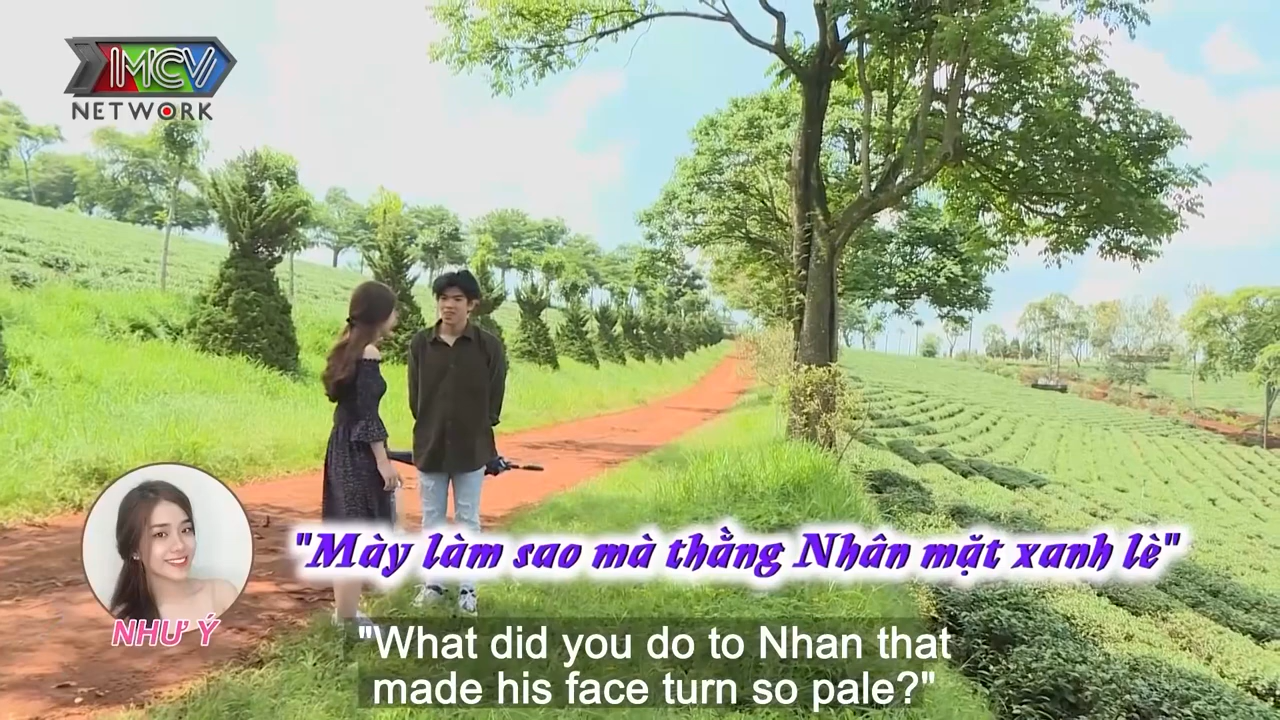 MCV
NETWORK
"Mày làm sao mà thằng Nhân mặt xanh lè"
NHƯ Ý
"What did you do to Nhan that
made his face turn so pale?"